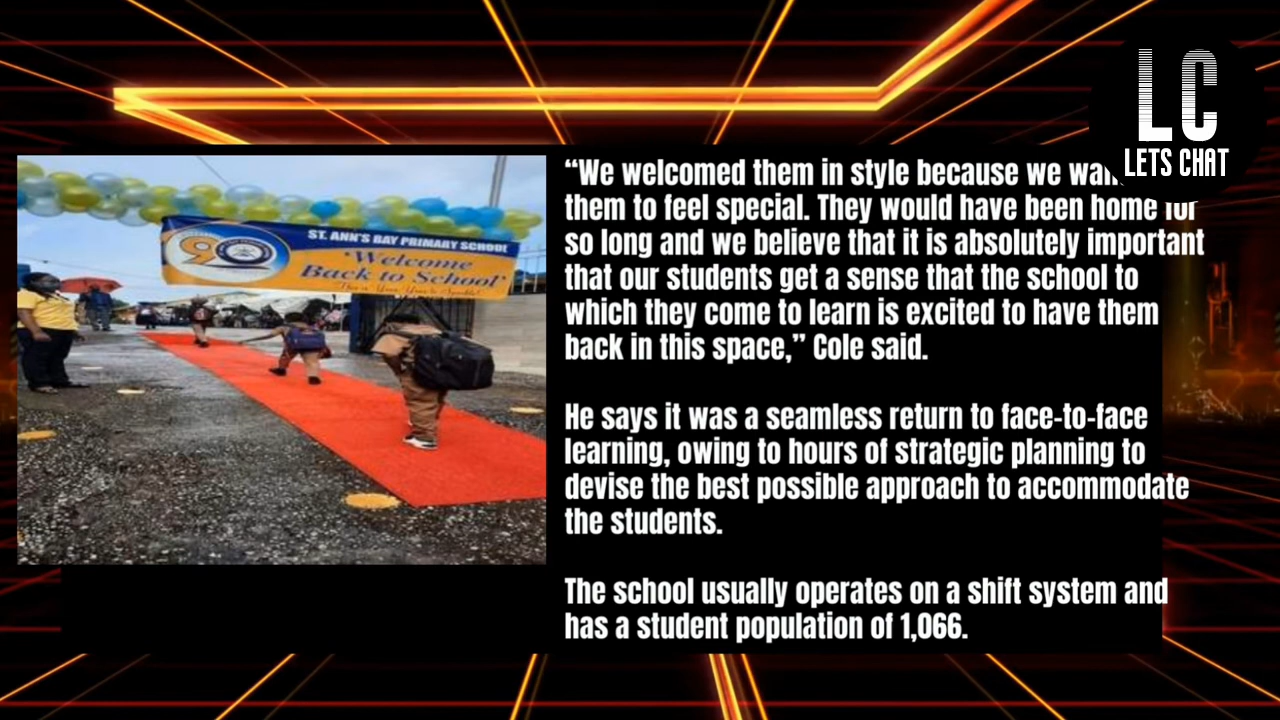 LC
LETS CHAT
90
ST. ANN'S BAY PRIMARY SCHOOL
"Welcome
Back to School"
“We welcomed them in style because we
them to feel special. They would have been home for
so long and we believe that it is absolutely important
that our students get a sense that the school to
which they come to learn is excited to have them
back in this space,” Cole said.
He says it was a seamless return to face-to-face
learning, owing to hours of strategic planning to
devise the best possible approach to accommodate
the students.
The school usually operates on a shift system and
has a student population of 1,066.